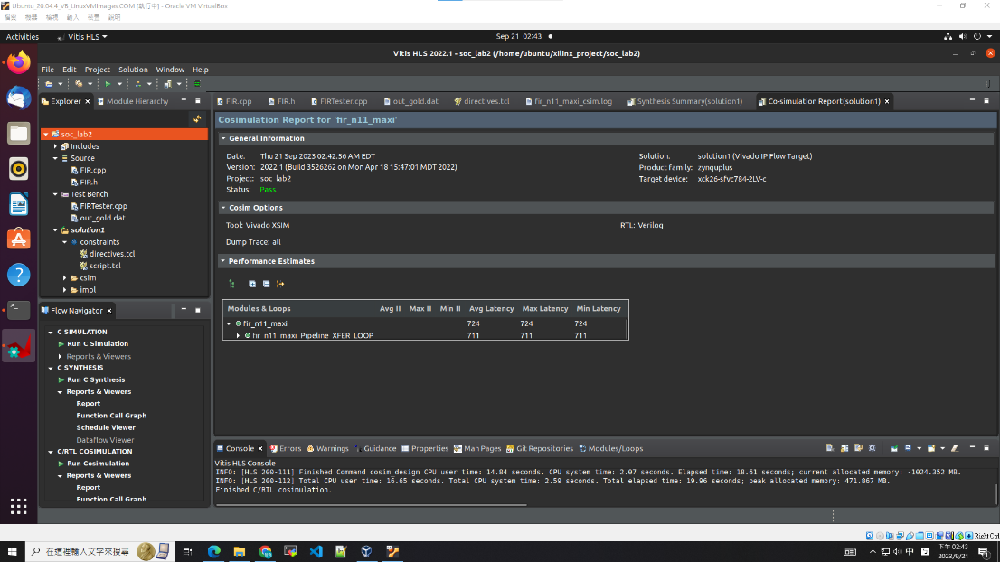 Ubuntu_20.04.4_VB_LinuxVMImages.COM [執行中] - Oracle VM VirtualBox
檔案 機器 檢視 輸入 裝置 說明
Activities Vitis HLS Sep 21 02:43
Vitis HLS 2022.1 - soc_lab2 (/home/ubuntu/xilinx_project/soc_lab2)
File Edit Project Solution Window Help
Explorer Module Hierarchy
FIR.cpp FIR.h FIRTester.cpp out_gold.dat directives.tcl fir_n11_maxi_csim.log Synthesis Summary(solution1) Co-simulation Report(solution1)
soc_lab2
Includes
Source
FIR.cpp
FIR.h
Test Bench
FIRTester.cpp
out_gold.dat
solution1
constraints
directives.tcl
script.tcl
csim
impl
Flow Navigator
C SIMULATION
Run C Simulation
Reports & Viewers
C SYNTHESIS
Run C Synthesis
Reports & Viewers
Report
Function Call Graph
Schedule Viewer
Dataflow Viewer
C/RTL COSIMULATION
Run Cosimulation
Reports & Viewers
Report
Function Call Graph
Cosimulation Report for 'fir_n11_maxi'
General Information
Date: Thu 21 Sep 2023 02:42:56 AM EDT
Version: 2022.1 (Build 3526262 on Mon Apr 18 15:47:01 MDT 2022)
Project: soc_lab2
Status: Pass
Solution: solution1 (Vivado IP Flow Target)
Product family: zynquplus
Target device: xck26-sfvc784-2LV-c
Cosim Options
Tool: Vivado XSIM RTL: Verilog
Dump Trace: all
Performance Estimates
Modules & Loops Avg II Max II Min II Avg Latency Max Latency Min Latency
fir_n11_maxi 724 724 724
fir_n11_maxi_Pipeline_XFER_LOOP 711 711 711
Console Errors Warnings Guidance Properties Man Pages Git Repositories Modules/Loops
Vitis HLS Console
INFO: [HLS 200-111] Finished Command cosim_design CPU user time: 14.84 seconds. CPU system time: 2.07 seconds. Elapsed time: 18.61 seconds; current allocated memory: -1024.352 MB.
INFO: [HLS 200-112] Total CPU user time: 16.65 seconds. Total CPU system time: 2.59 seconds. Total elapsed time: 19.96 seconds; peak allocated memory: 471.867 MB.
Finished C/RTL cosimulation.
Right Ctrl
在這裡輸入文字來搜尋
中
下午 02:43
2023/9/21
1